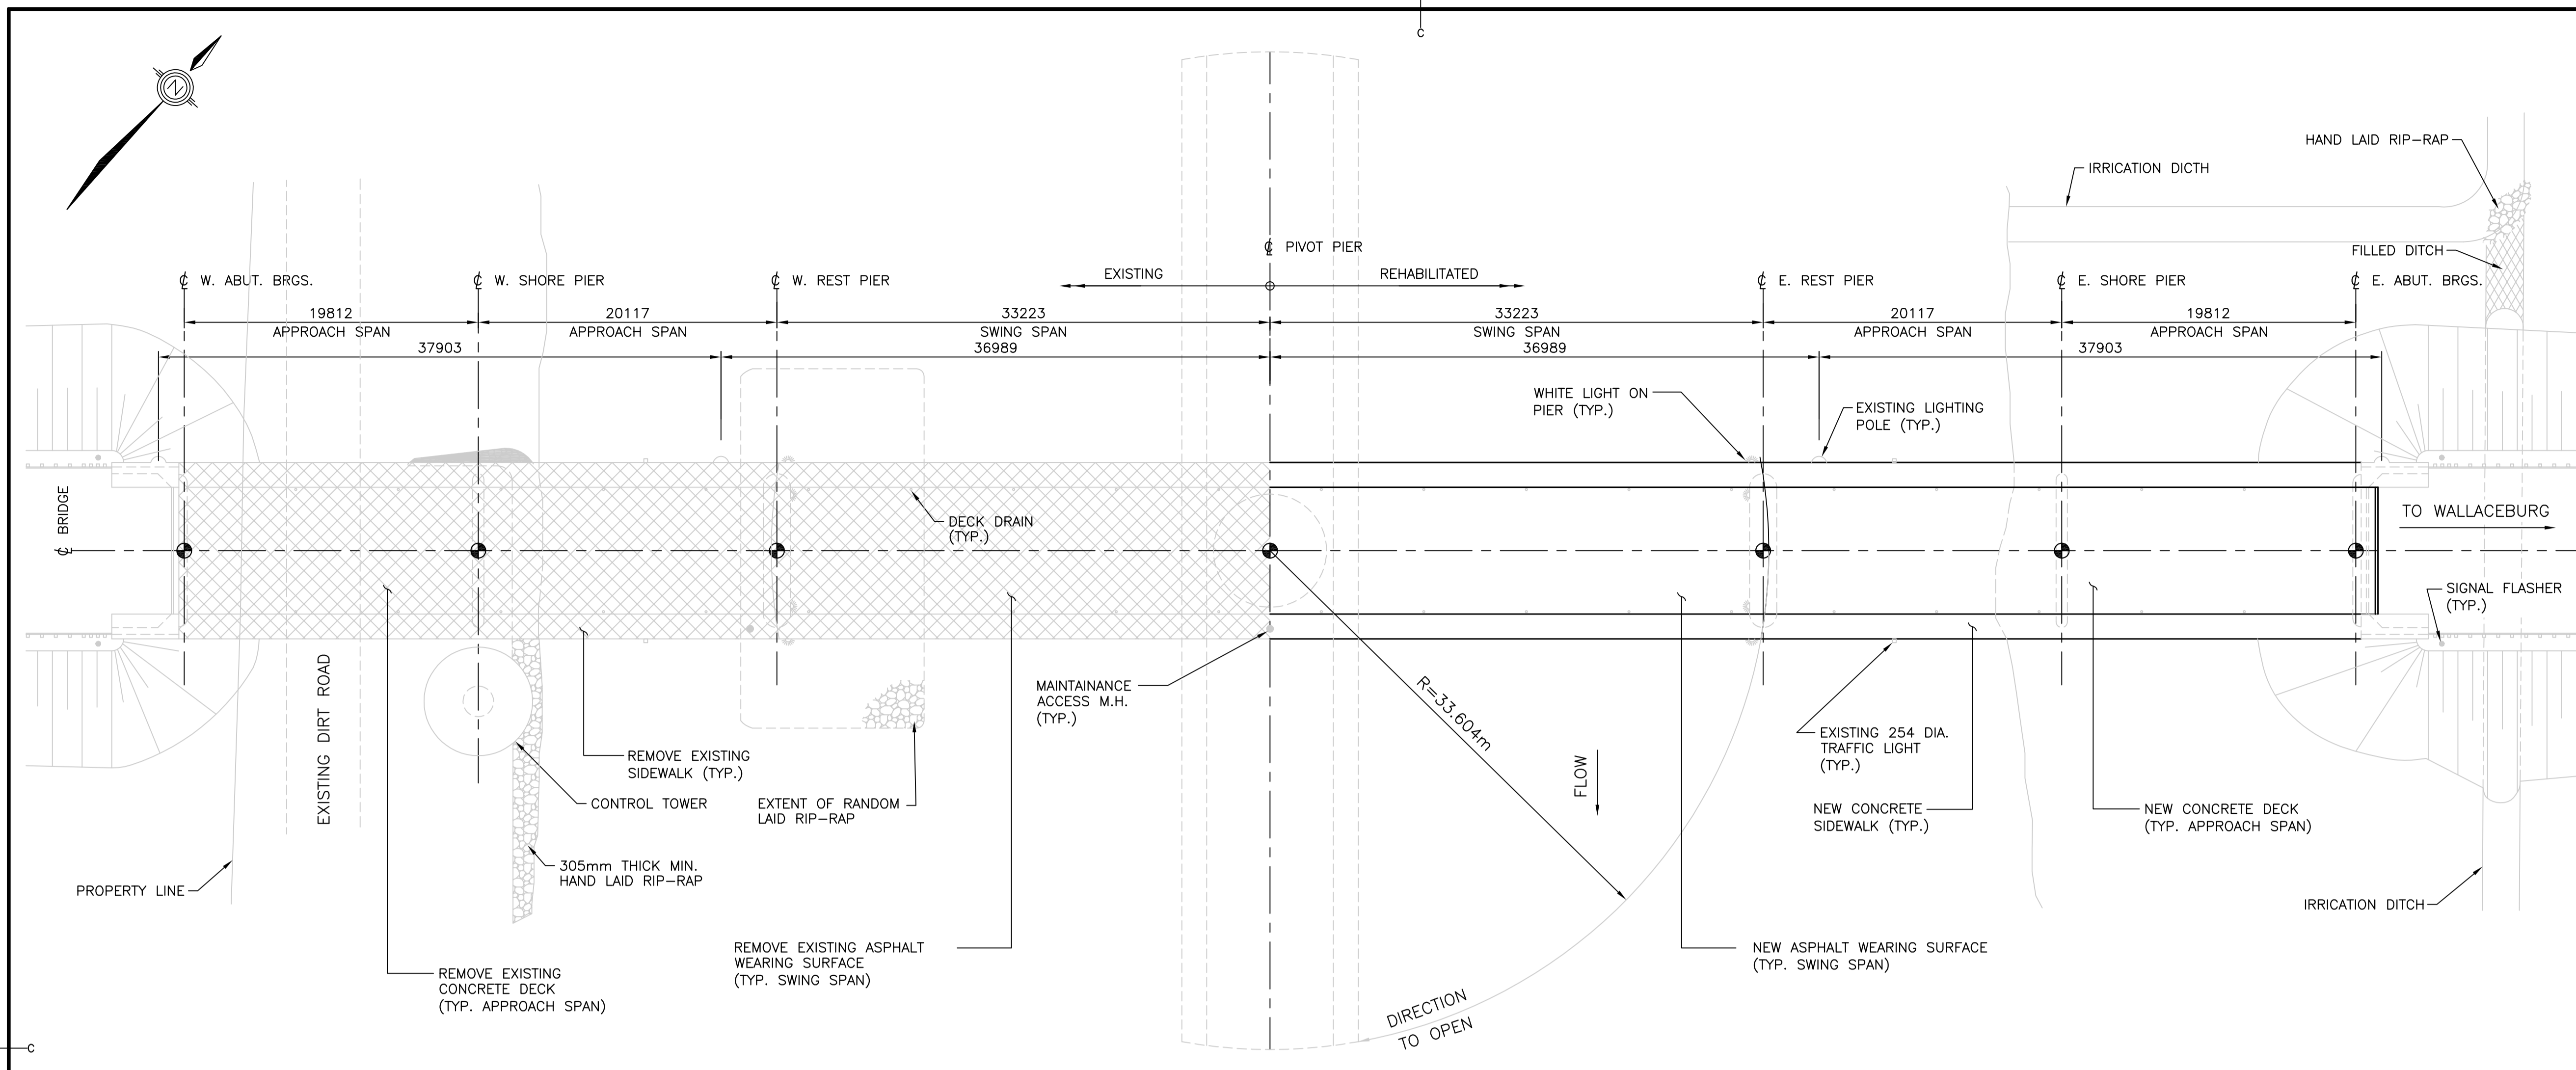 C
N
HAND LAID RIP-RAP
IRRICATION DICTH
FILLED DITCH
℄ PIVOT PIER
EXISTING
REHABILITATED
℄ W. ABUT. BRGS.
℄ W. SHORE PIER
℄ W. REST PIER
℄ E. REST PIER
℄ E. SHORE PIER
℄ E. ABUT. BRGS.
19812
APPROACH SPAN
20117
APPROACH SPAN
33223
SWING SPAN
33223
SWING SPAN
20117
APPROACH SPAN
19812
APPROACH SPAN
37903
36989
36989
37903
WHITE LIGHT ON
PIER (TYP.)
EXISTING LIGHTING
POLE (TYP.)
℄ BRIDGE
DECK DRAIN
(TYP.)
TO WALLACEBURG
SIGNAL FLASHER
(TYP.)
EXISTING DIRT ROAD
MAINTAINANCE
ACCESS M.H.
(TYP.)
R=33.604m
FLOW
EXISTING 254 DIA.
TRAFFIC LIGHT
(TYP.)
REMOVE EXISTING
SIDEWALK (TYP.)
CONTROL TOWER
EXTENT OF RANDOM
LAID RIP-RAP
NEW CONCRETE
SIDEWALK (TYP.)
NEW CONCRETE DECK
(TYP. APPROACH SPAN)
305mm THICK MIN.
HAND LAID RIP-RAP
PROPERTY LINE
IRRICATION DITCH
REMOVE EXISTING ASPHALT
WEARING SURFACE
(TYP. SWING SPAN)
NEW ASPHALT WEARING SURFACE
(TYP. SWING SPAN)
REMOVE EXISTING
CONCRETE DECK
(TYP. APPROACH SPAN)
DIRECTION
TO OPEN
C